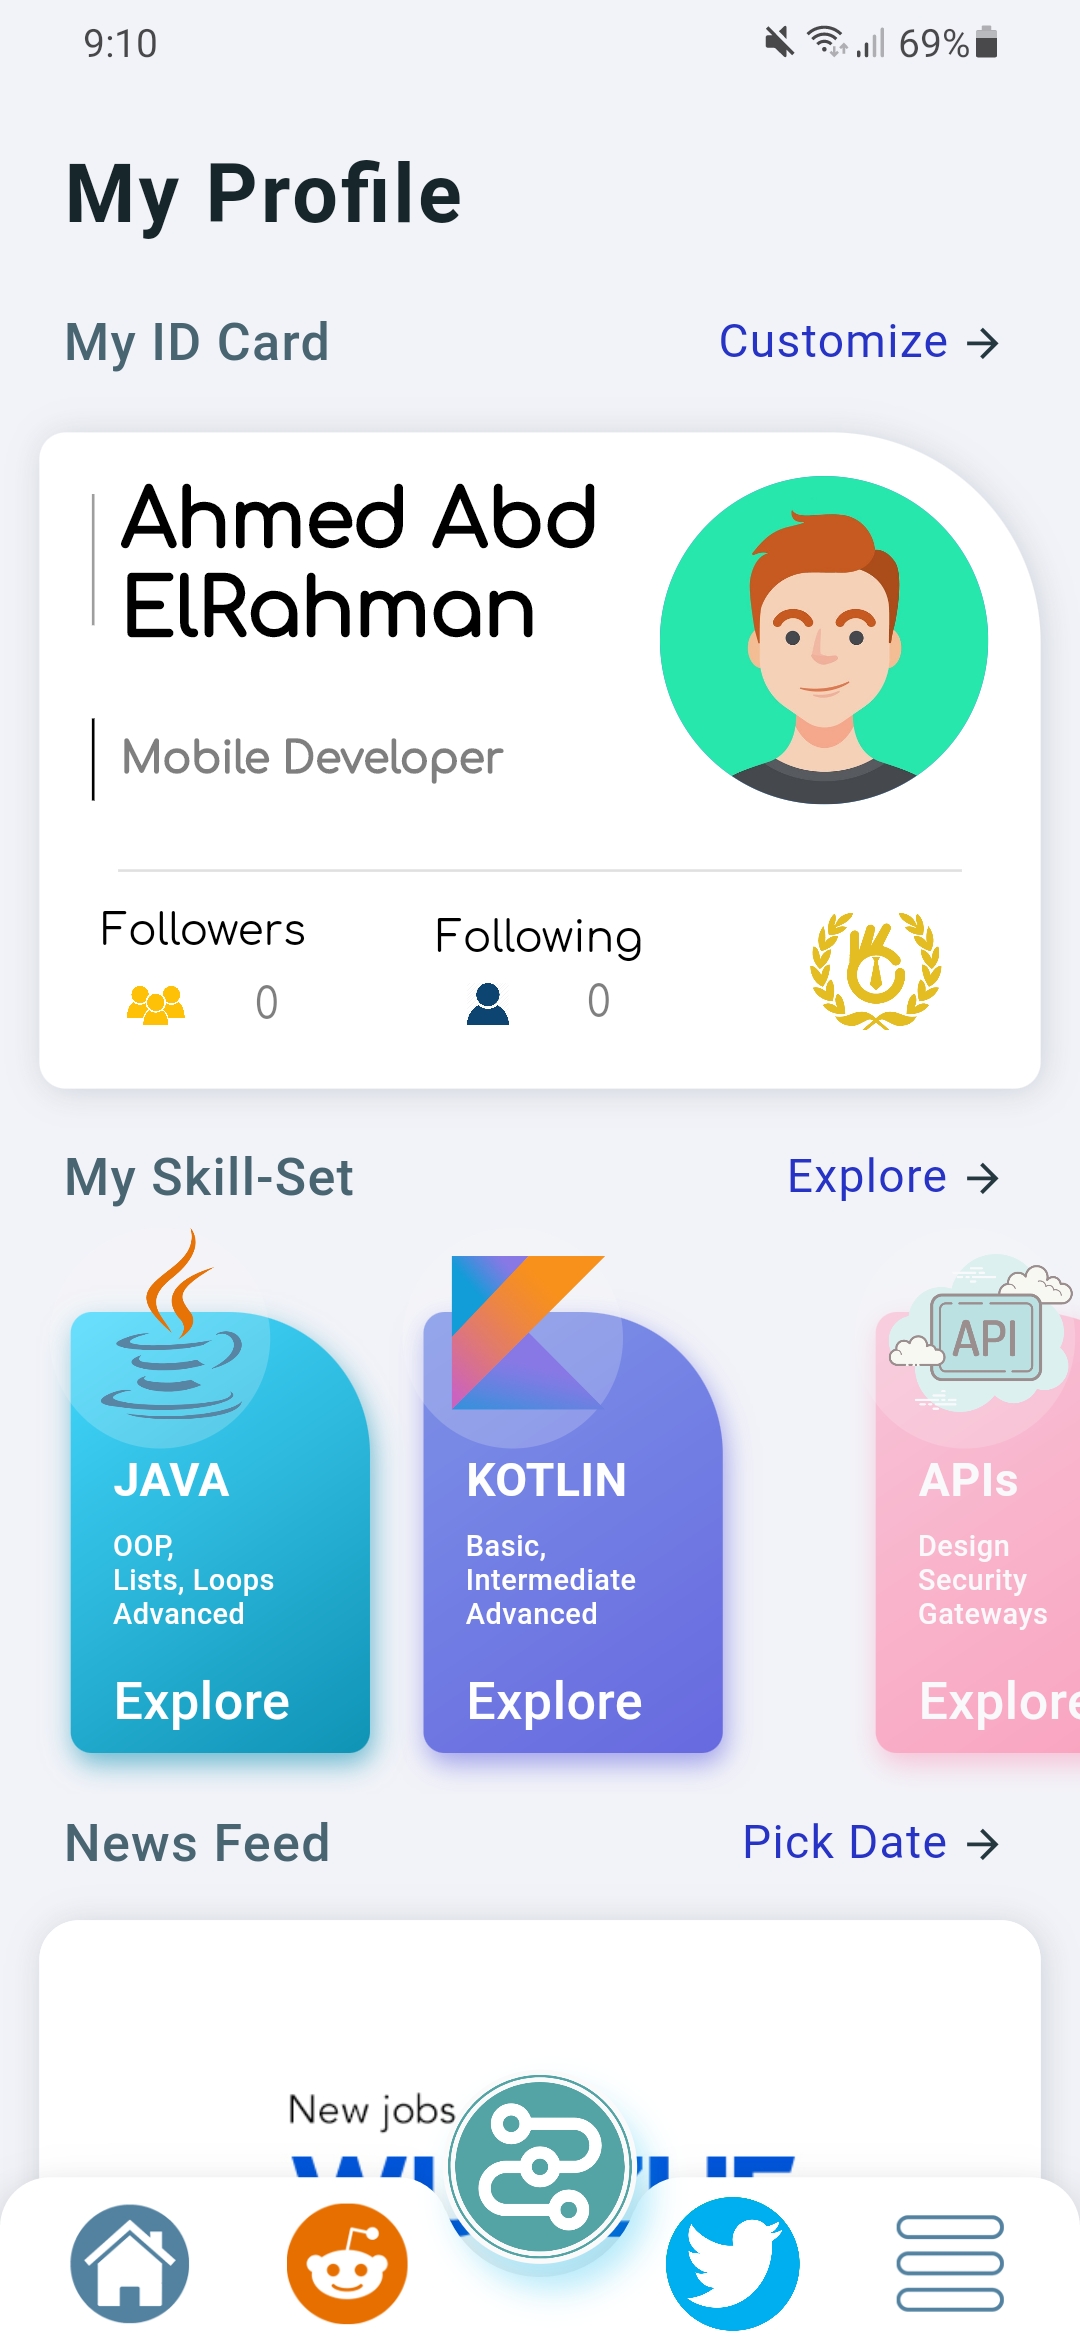 9:10
69%
My Profile
My ID Card
Customize
Ahmed Abd
ElRahman
Mobile Developer
Followers
Following
0
0
My Skill-Set
Explore
API
JAVA
OOP,
Lists, Loops
Advanced
Explore
KOTLIN
Basic,
Intermediate
Advanced
Explore
APIs
Design
Security
Gateways
Explore
News Feed
Pick Date
New jobs